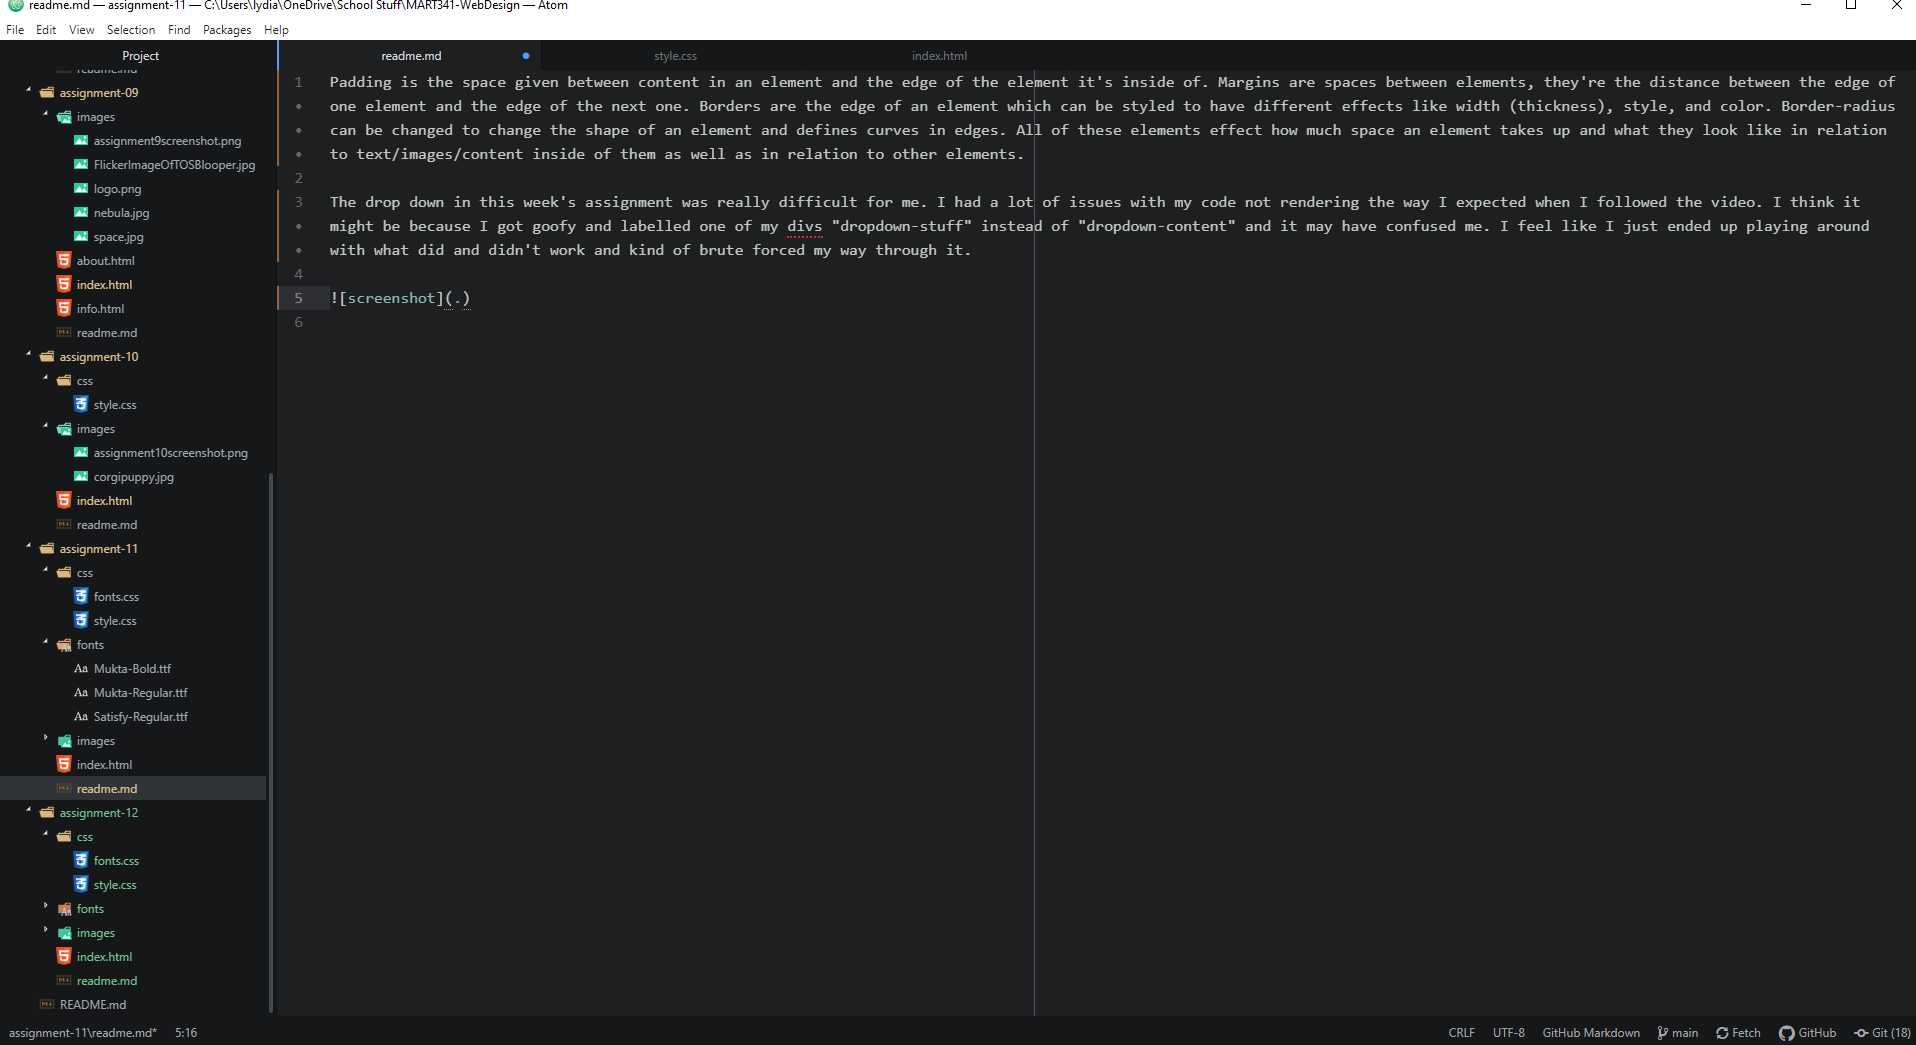 readme.md — assignment-11 — C:\Users\lydia\OneDrive\School Stuff\MART341-WebDesign — Atom
File Edit View Selection Find Packages Help
Project
readme.md
assignment-09
images
assignment9screenshot.png
FlickerImageOfTOSBlooper.jpg
logo.png
nebula.jpg
space.jpg
about.html
index.html
info.html
readme.md
assignment-10
css
style.css
images
assignment10screenshot.png
corgipuppy.jpg
index.html
readme.md
assignment-11
css
fonts.css
style.css
fonts
Aa Mukta-Bold.ttf
Aa Mukta-Regular.ttf
Aa Satisfy-Regular.ttf
images
index.html
readme.md
assignment-12
css
fonts.css
style.css
fonts
images
index.html
readme.md
README.md
readme.md style.css index.html
1 Padding is the space given between content in an element and the edge of the element it's inside of. Margins are spaces between elements, they're the distance between the edge of
• one element and the edge of the next one. Borders are the edge of an element which can be styled to have different effects like width (thickness), style, and color. Border-radius
• can be changed to change the shape of an element and defines curves in edges. All of these elements effect how much space an element takes up and what they look like in relation
• to text/images/content inside of them as well as in relation to other elements.
2
3 The drop down in this week's assignment was really difficult for me. I had a lot of issues with my code not rendering the way I expected when I followed the video. I think it
• might be because I got goofy and labelled one of my divs "dropdown-stuff" instead of "dropdown-content" and it may have confused me. I feel like I just ended up playing around
• with what did and didn't work and kind of brute forced my way through it.
4
5 ![screenshot](.)
6
assignment-11\readme.md* 5:16 CRLF UTF-8 GitHub Markdown main Fetch GitHub Git (18)